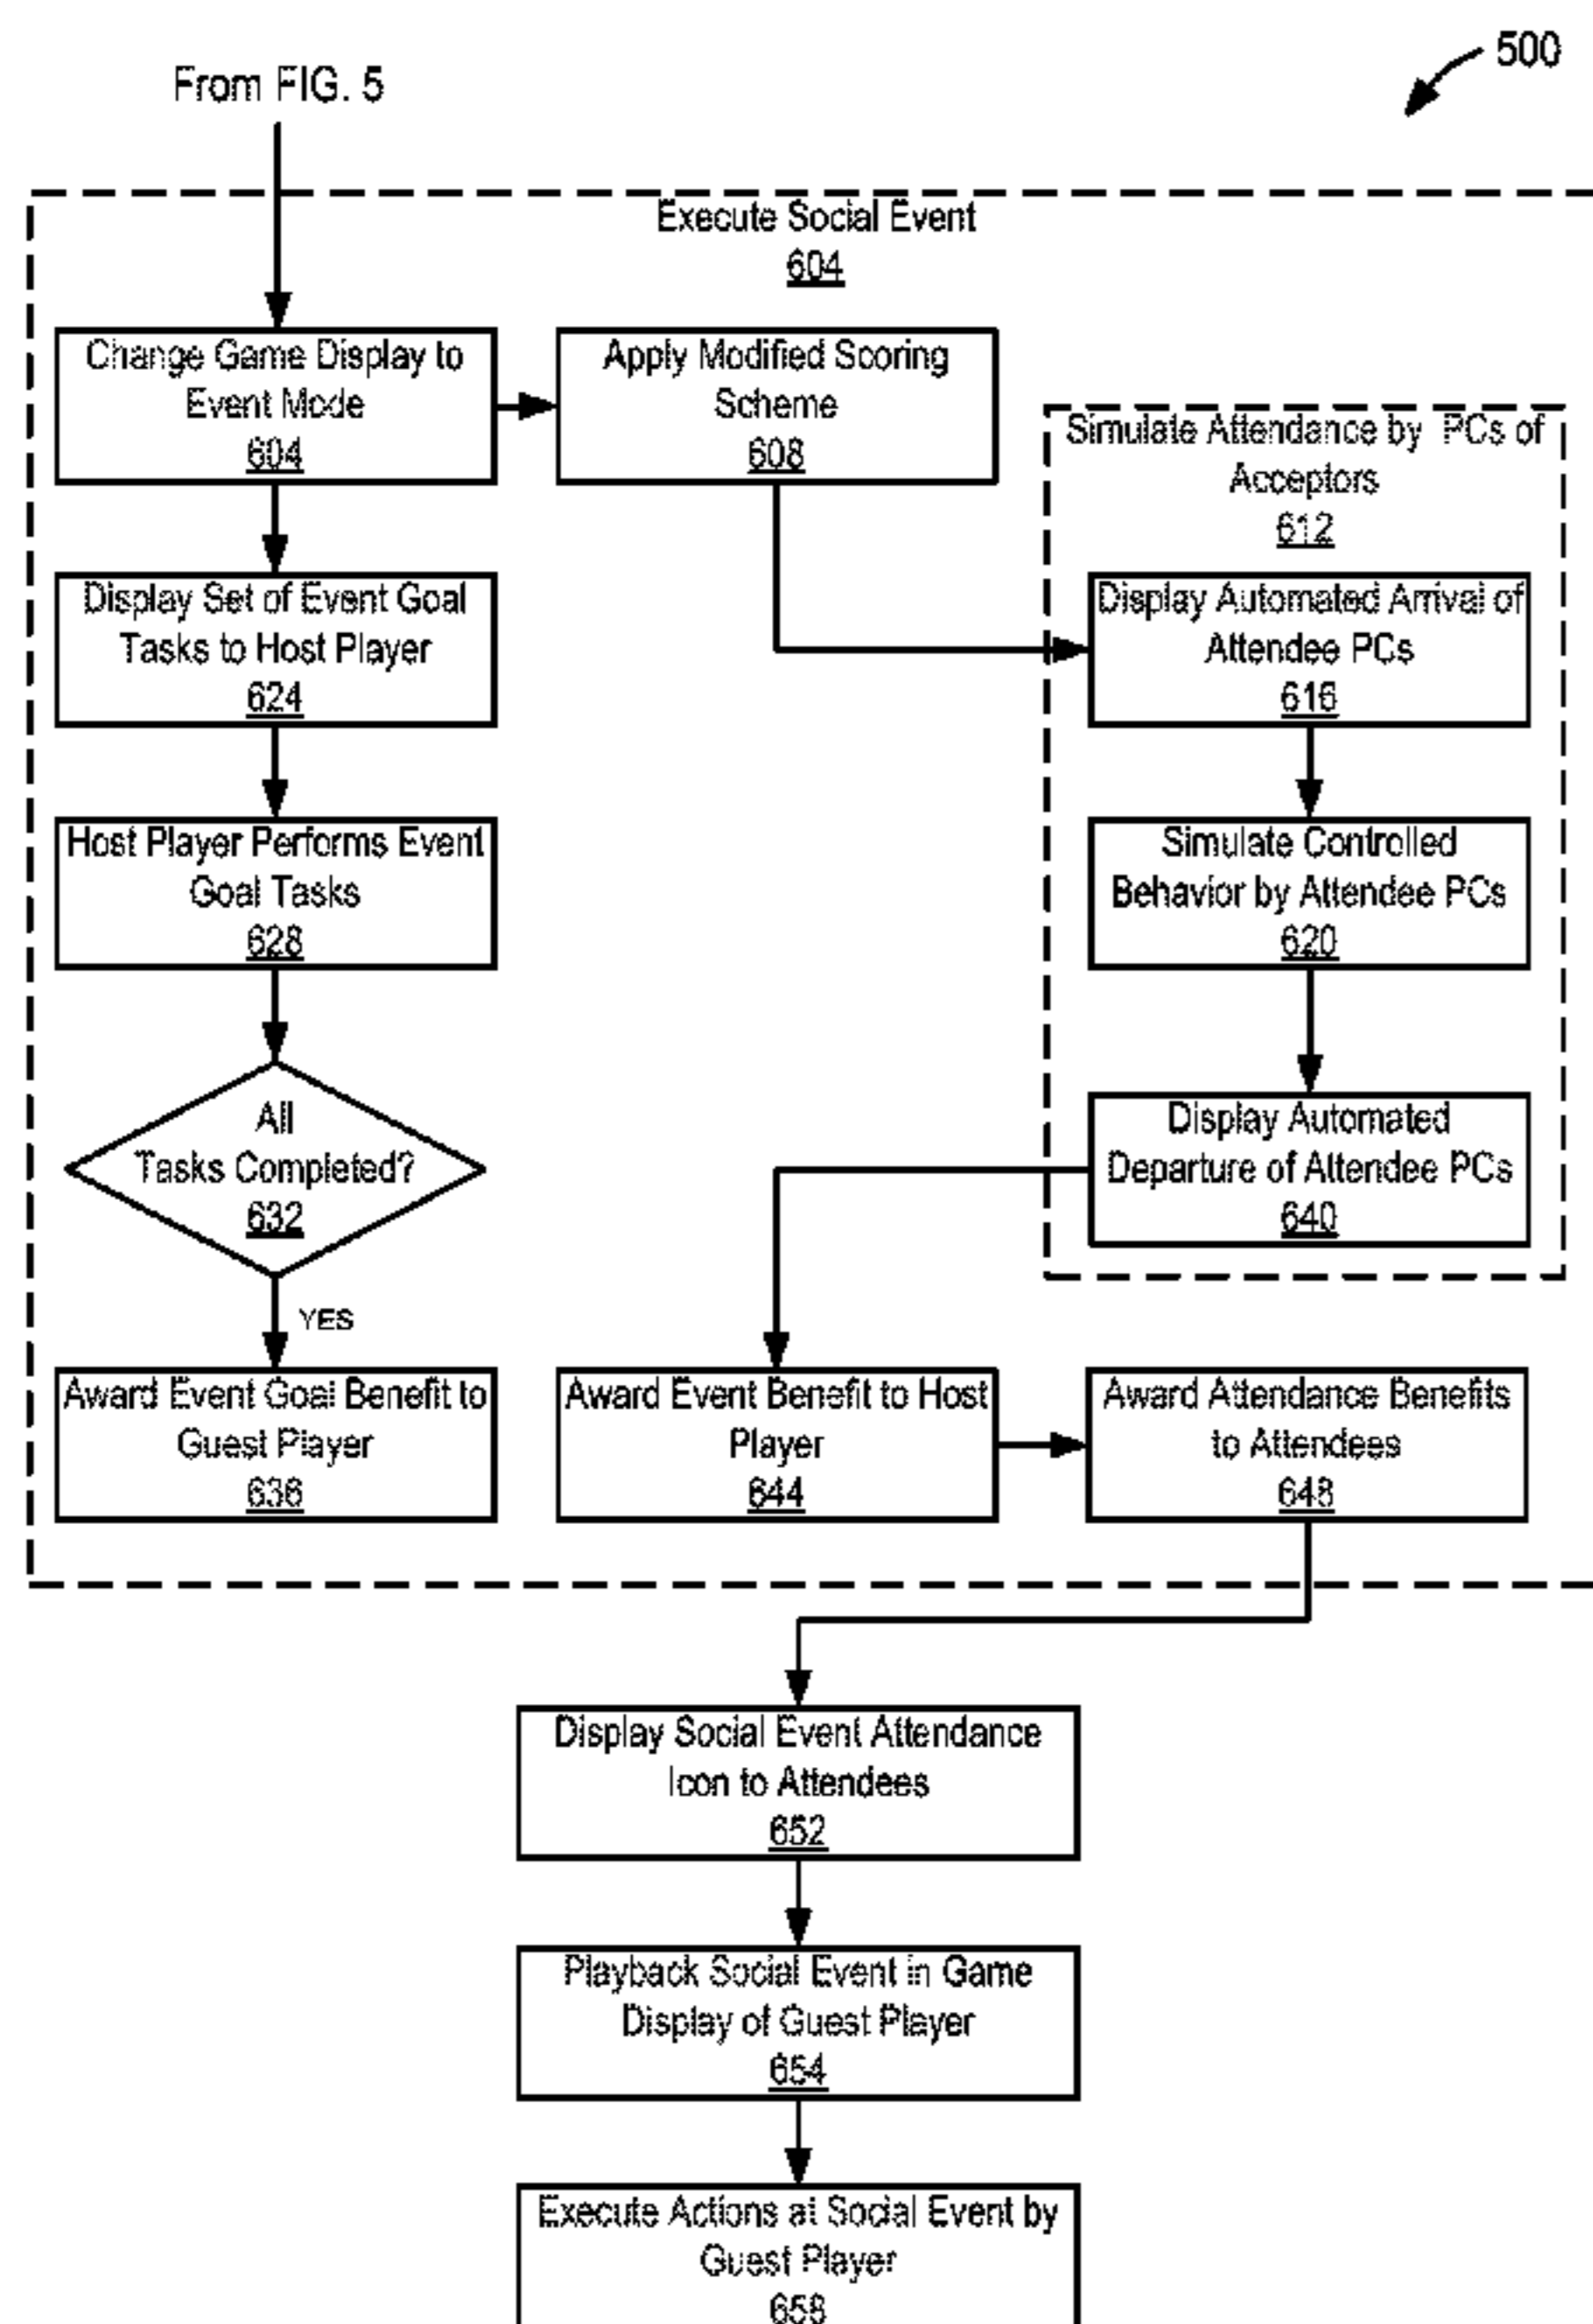 500
From FIG. 5
Execute Social Event
604
Change Game Display to
Event Mode
604
Apply Modified Scoring
Scheme
608
Simulate Attendance by PCs of
Acceptors
612
Display Set of Event Goal
Tasks to Host Player
624
Display Automated Arrival of
Attendee PCs
616
Host Player Performs Event
Goal Tasks
628
Simulate Controlled
Behavior by Attendee PCs
620
All
Tasks Completed?
632
Display Automated
Departure of Attendee PCs
640
YES
Award Event Goal Benefit to
Guest Player
636
Award Event Benefit to Host
Player
644
Award Attendance Benefits
to Attendees
648
Display Social Event Attendance
Icon to Attendees
652
Playback Social Event in Game
Display of Guest Player
654
Execute Actions at Social Event by
Guest Player
658